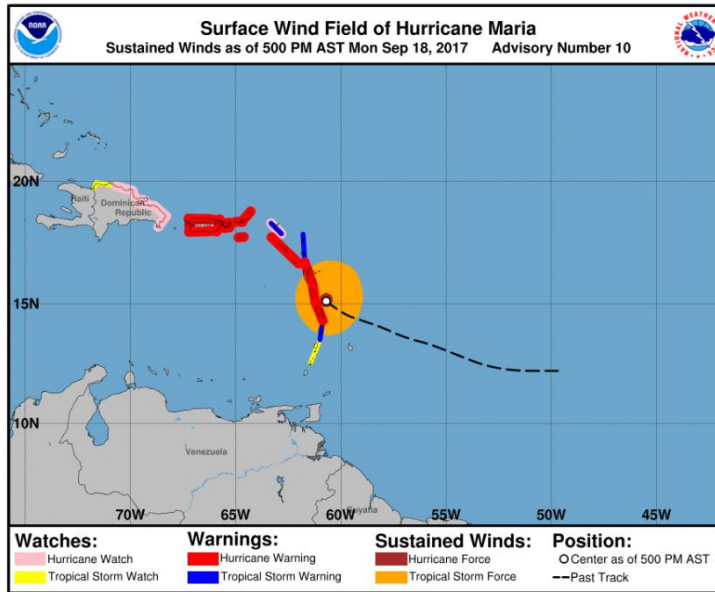 NOAA
Surface Wind Field of Hurricane Maria
Sustained Winds as of 500 PM AST Mon Sep 18, 2017 Advisory Number 10
20N
Haiti
Dominican
Republic
15N
10N
Venezuela
Guyana
70W 65W 60W 50W 50W 45W
Watches:
Hurricane Watch
Tropical Storm Watch
Warnings:
Hurricane Warning
Tropical Storm Warning
Sustained Winds:
Hurricane Force
Tropical Storm Force
Position:
Center as of 500 PM AST
Past Track